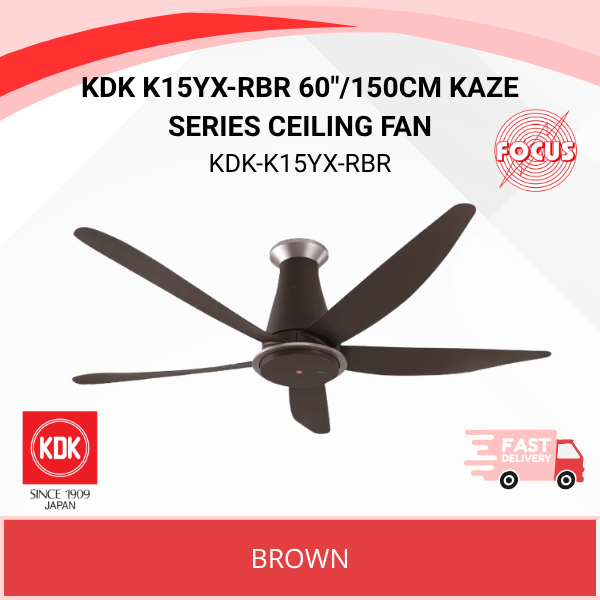 KDK K15YX-RBR 60"/150CM KAZE
SERIES CEILING FAN
KDK-K15YX-RBR
FOCUS
KDK
SINCE 1909
JAPAN
FAST
DELIVERY
BROWN